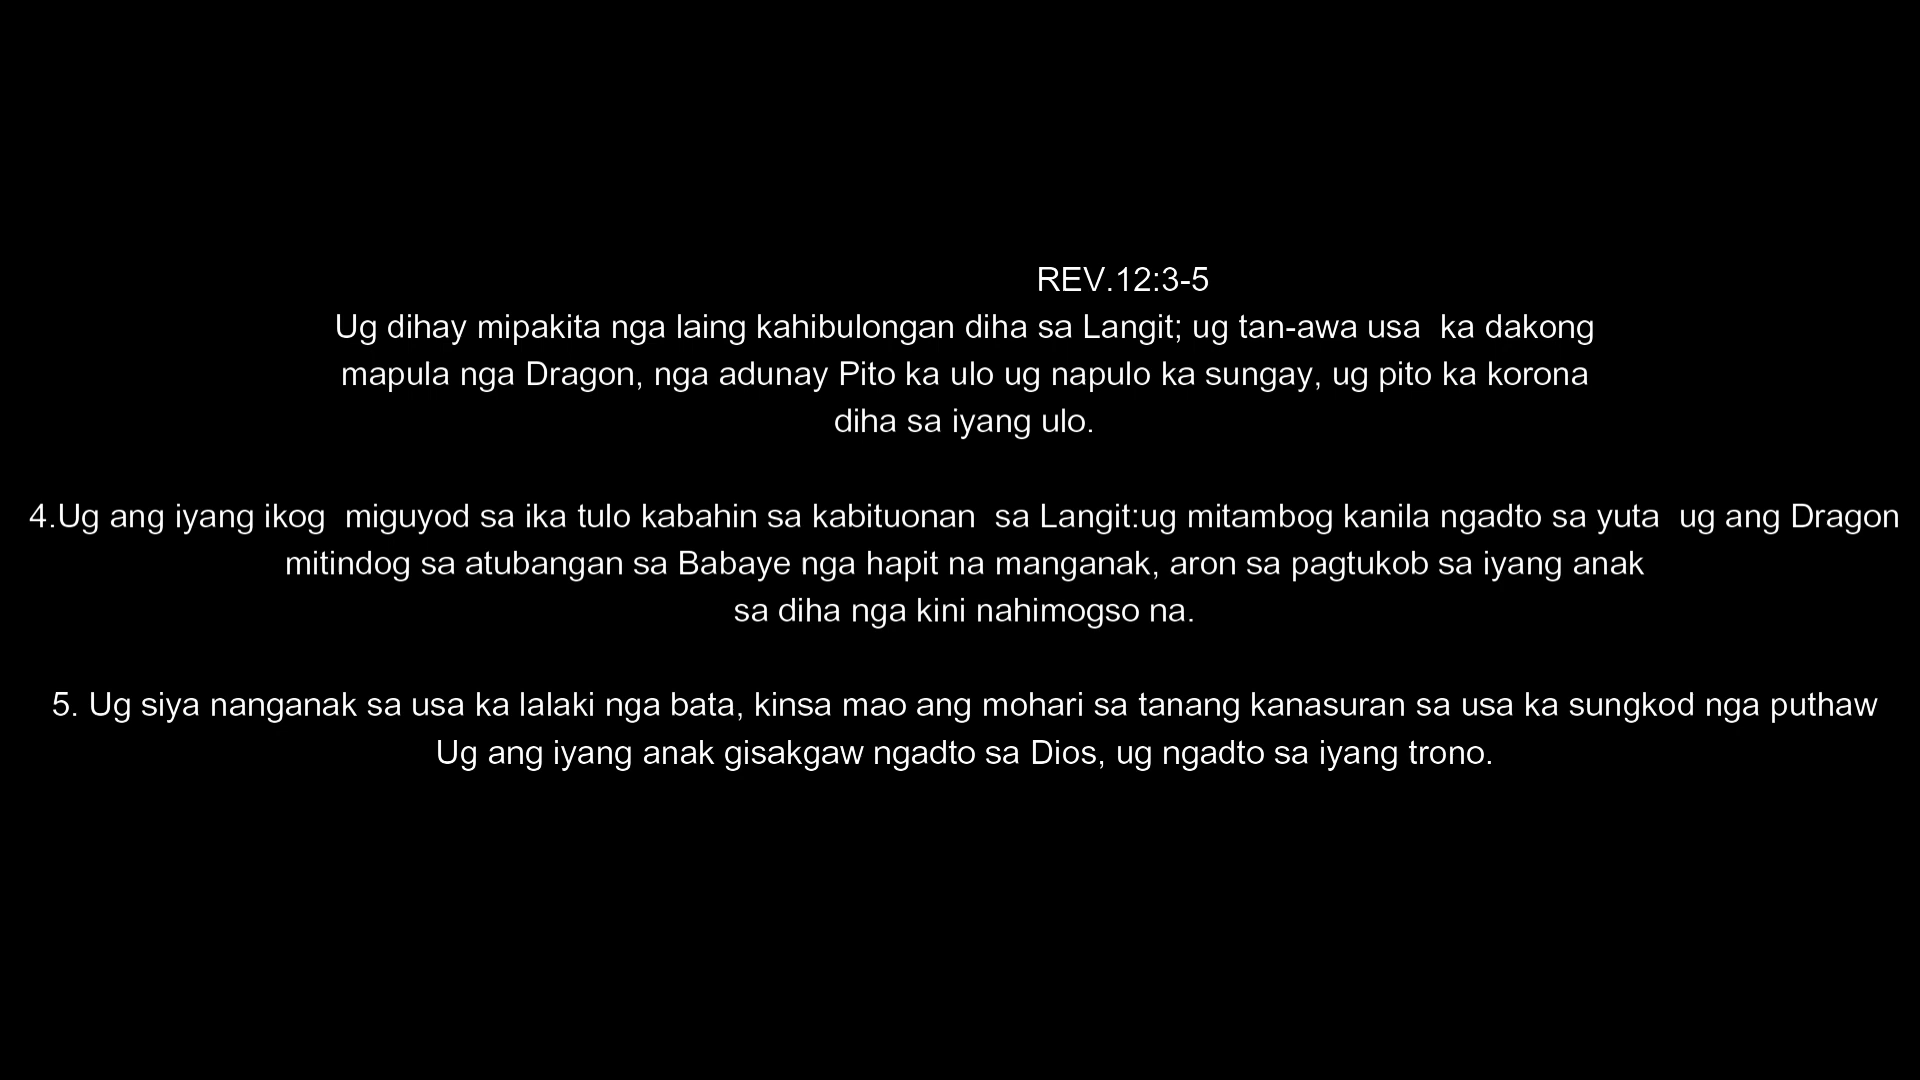 REV.12:3-5
Ug dihay mipakita nga laing kahibulongan diha sa Langit; ug tan-awa usa  ka dakong
mapula nga Dragon, nga adunay Pito ka ulo ug napulo ka sungay, ug pito ka korona
diha sa iyang ulo.
4.Ug ang iyang ikog  miguyod sa ika tulo kabahin sa kabituonan  sa Langit:ug mitambog kanila ngadto sa yuta  ug ang Dragon
mitindog sa atubangan sa Babaye nga hapit na manganak, aron sa pagtukob sa iyang anak
sa diha nga kini nahimogso na.
5. Ug siya nanganak sa usa ka lalaki nga bata, kinsa mao ang mohari sa tanang kanasuran sa usa ka sungkod nga puthaw
Ug ang iyang anak gisakgaw ngadto sa Dios, ug ngadto sa iyang trono.